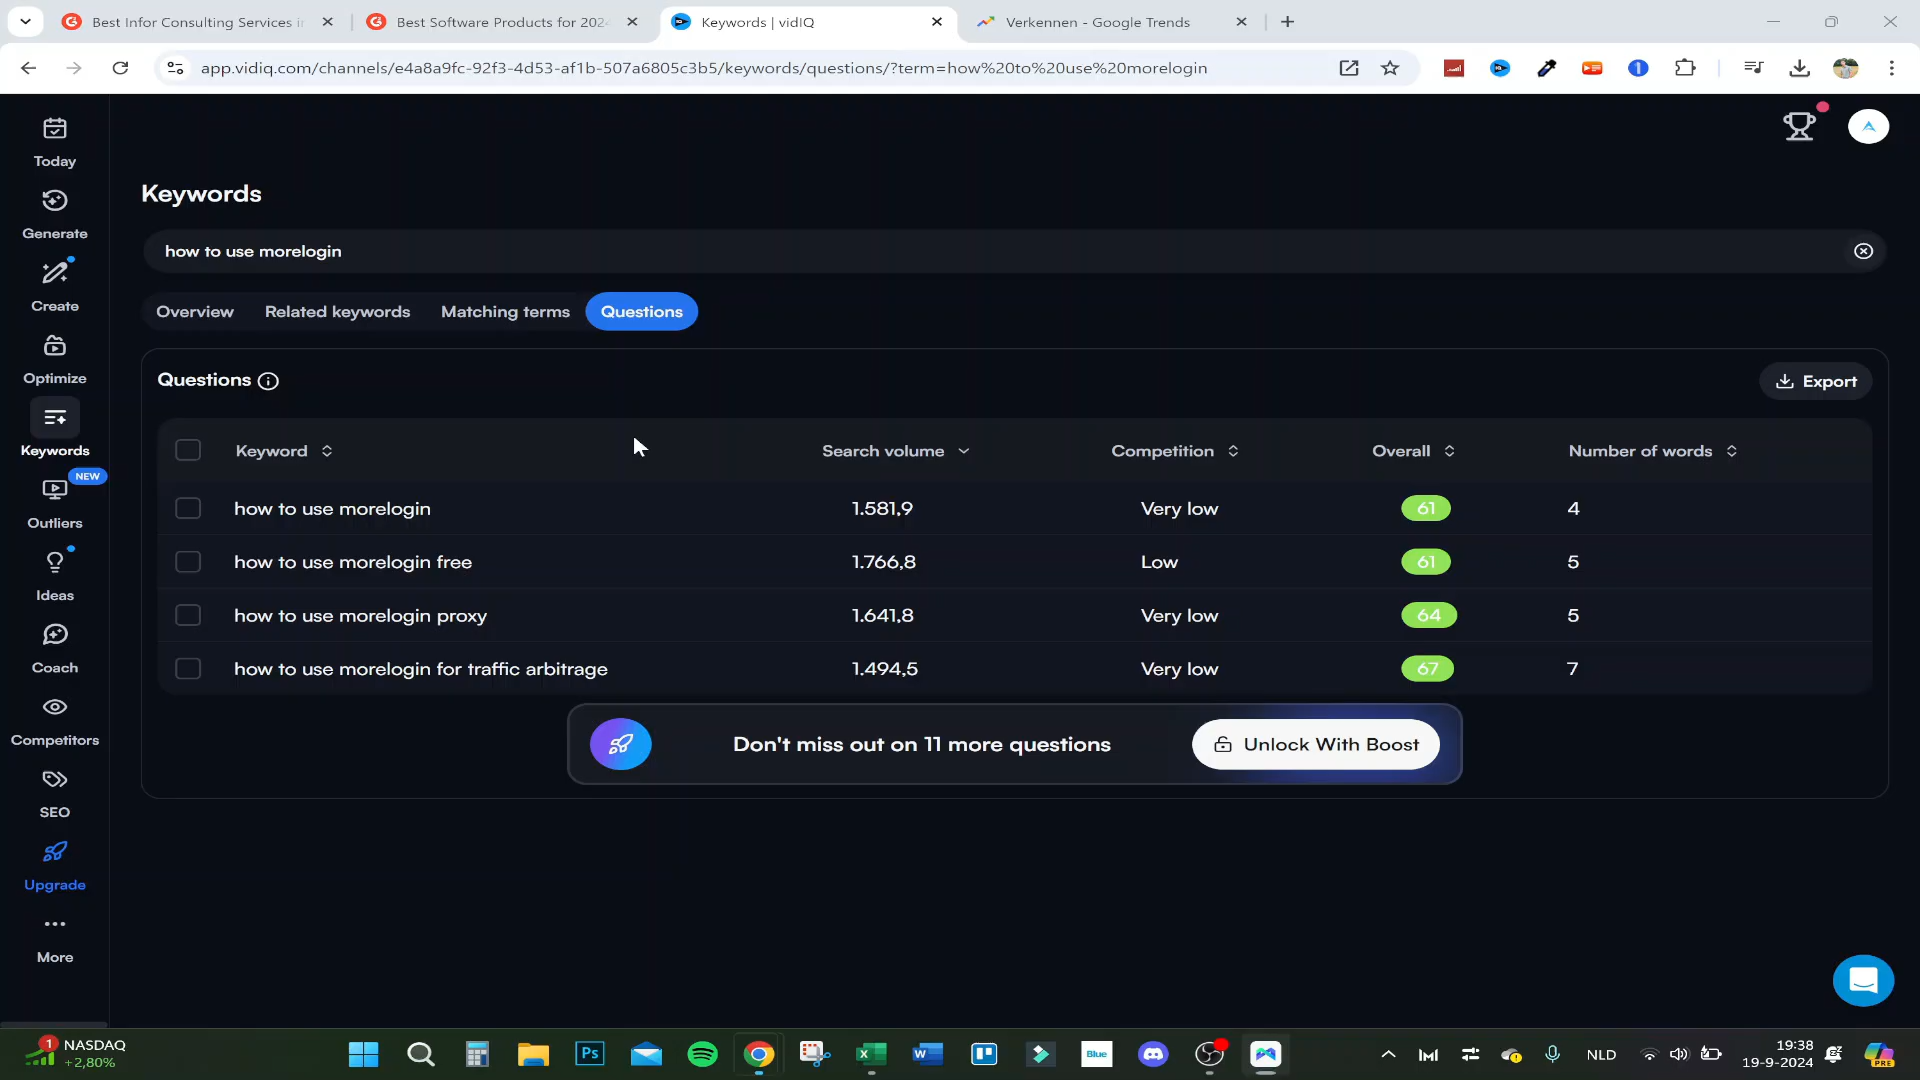 Best Infor Consulting Services i
Best Software Products for 2024
Keywords | vidIQ
Verkennen - Google Trends
app.vidiq.com/channels/e4a8a9fc-92f3-4d53-af1b-507a6805c3b5/keywords/questions/?term=how%20to%20use%20morelogin
Today
Generate
Create
Optimize
Keywords
NEW
Outliers
Ideas
Coach
Competitors
SEO
Upgrade
More
Keywords
how to use morelogin
Overview Related keywords Matching terms Questions
Questions
Export
Keyword Search volume Competition Overall Number of words
how to use morelogin 1.581,9 Very low 61 4
how to use morelogin free 1.766,8 Low 61 5
how to use morelogin proxy 1.641,8 Very low 64 5
how to use morelogin for traffic arbitrage 1.494,5 Very low 67 7
Don't miss out on 11 more questions
Unlock With Boost
1
NASDAQ
+2,80%
Ps
Blue
NLD
19:38
19-9-2024
PRE